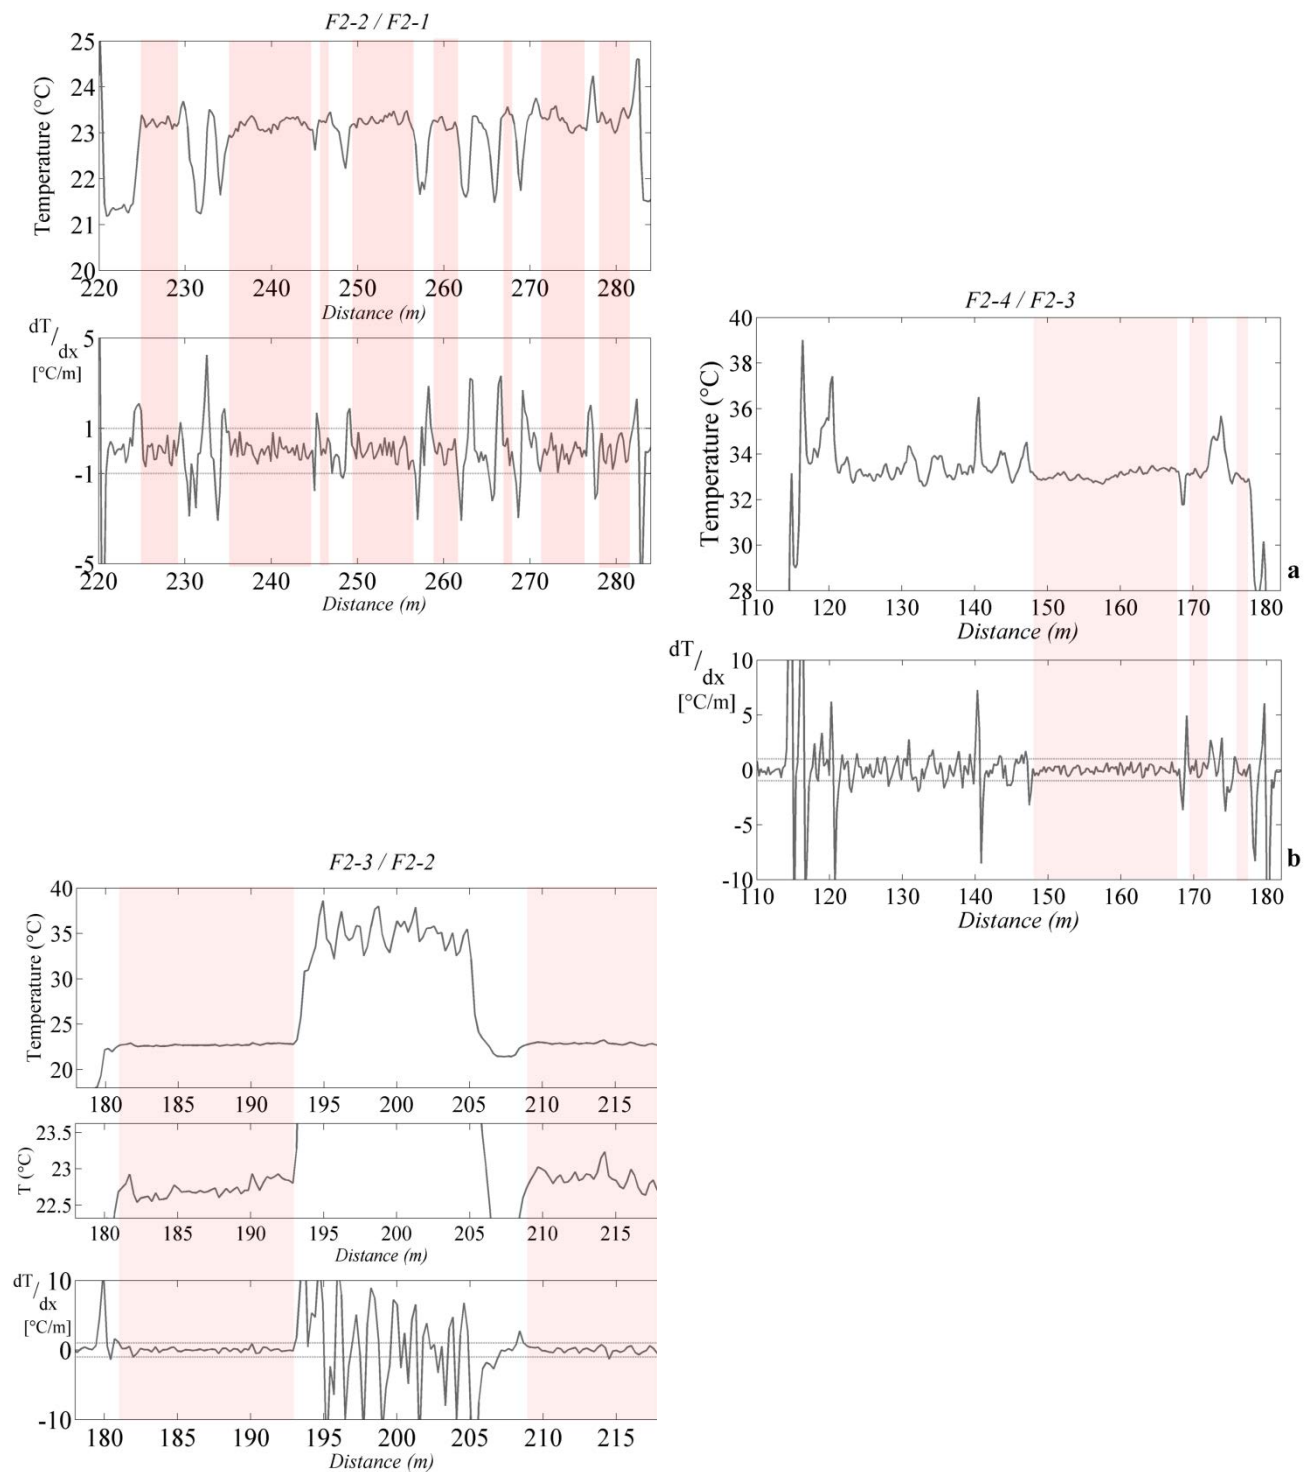 F2-2 / F2-1
25
24
23
22
21
20
Temperature (°C)
220 230 240 250 260 270 280
Distance (m)
dT/dx
[°C/m]
5
1
-1
-5
220 230 240 250 260 270 280
Distance (m)
F2-4 / F2-3
40
38
36
34
32
30
28
Temperature (°C)
110 120 130 140 150 160 170 180
Distance (m)
a
dT/dx
[°C/m]
10
5
0
-5
-10
110 120 130 140 150 160 170 180
Distance (m)
b
F2-3 / F2-2
40
35
30
25
20
Temperature (°C)
180 185 190 195 200 205 210 215
23.5
23
22.5
T (°C)
180 185 190 195 200 205 210 215
Distance (m)
dT/dx
[°C/m]
10
0
-10
180 185 190 195 200 205 210 215
Distance (m)